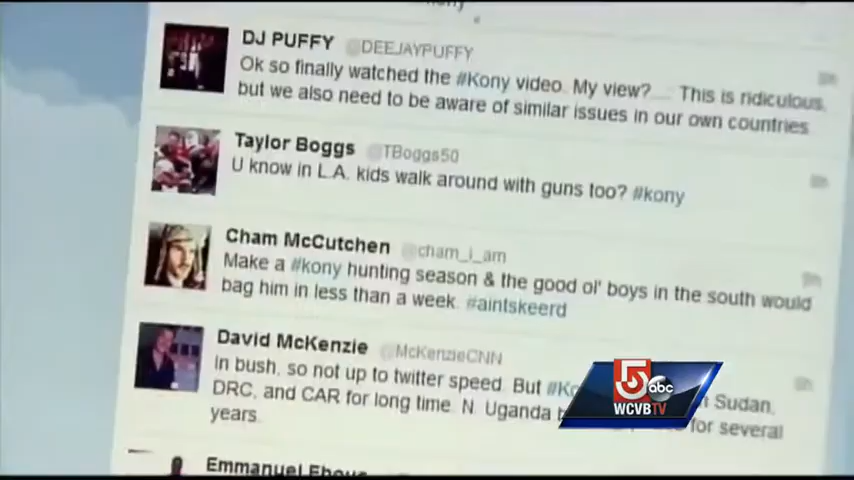 DJ PUFFY @DEEJAYPUFFY
Ok so finally watched the #Kony video. My view?.... This is ridiculous,
but we also need to be aware of similar issues in our own countries
Taylor Boggs @TBoggs50
U know in L.A. kids walk around with guns too? #kony
Cham McCutchen @cham_i_am
Make a #kony hunting season & the good ol' boys in the south would
bag him in less than a week. #aintskeerd
David McKenzie @McKenzieCNN
In bush, so not up to twitter speed. But Sudan,
DRC, and CAR for long time. N. Uganda for several
years.
Emmanuel
5 abc
WCVBTV